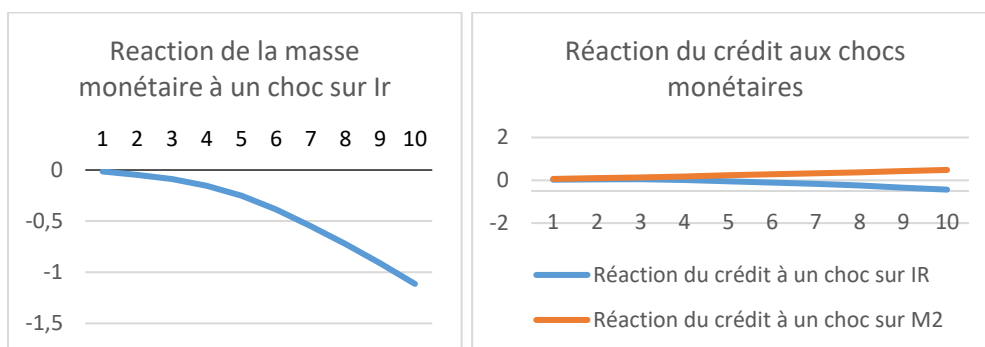 Reaction de la masse
monétaire à un choc sur Ir
1 2 3 4 5 6 7 8 9 10
0
-0,5
-1
-1,5
Réaction du crédit aux chocs
monétaires
2
0
-2
1 2 3 4 5 6 7 8 9 10
Réaction du crédit à un choc sur IR
Réaction du crédit à un choc sur M2